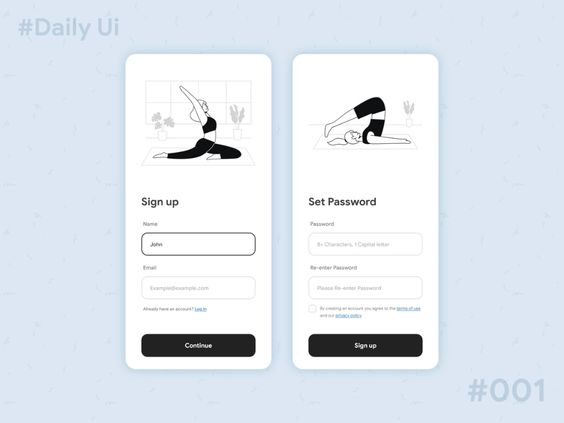 #Daily Ui
Sign up
Name
John
Email
Example@example.com
Already have an account? Log in
Continue
Set Password
Password
8+ Characters, 1 Capital letter
Re-enter Password
Please Re-enter Password
By creating an account you agree to the terms of use
and our privacy policy
Sign up
#001